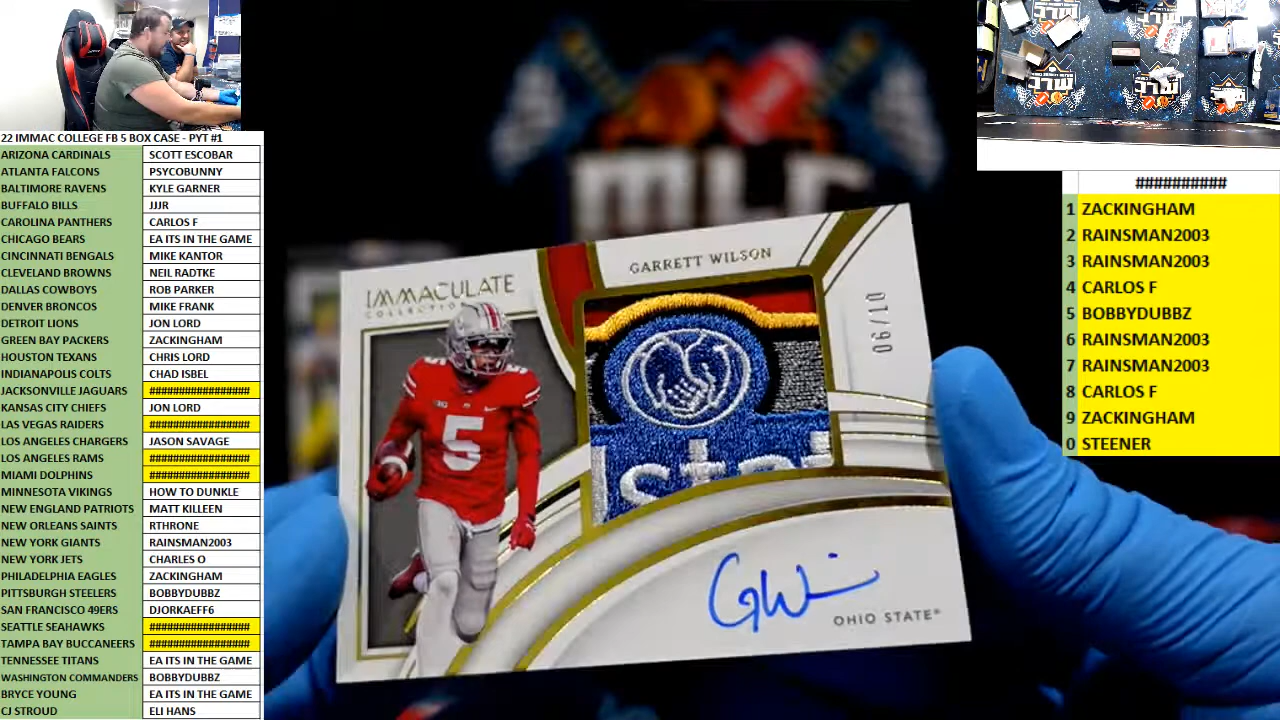 22 IMMAC COLLEGE FB 5 BOX CASE - PYT #1
ARIZONA CARDINALS SCOTT ESCOBAR
ATLANTA FALCONS PSYCOBUNNY
BALTIMORE RAVENS KYLE GARNER
BUFFALO BILLS JJJR
CAROLINA PANTHERS CARLOS F
CHICAGO BEARS EA ITS IN THE GAME
CINCINNATI BENGALS MIKE KANTOR
CLEVELAND BROWNS NEIL RADTKE
DALLAS COWBOYS ROB PARKER
DENVER BRONCOS MIKE FRANK
DETROIT LIONS JON LORD
GREEN BAY PACKERS ZACKINGHAM
HOUSTON TEXANS CHRIS LORD
INDIANAPOLIS COLTS CHAD ISBEL
JACKSONVILLE JAGUARS ################
KANSAS CITY CHIEFS JON LORD
LAS VEGAS RAIDERS ################
LOS ANGELES CHARGERS JASON SAVAGE
LOS ANGELES RAMS ################
MIAMI DOLPHINS ################
MINNESOTA VIKINGS HOW TO DUNKLE
NEW ENGLAND PATRIOTS MATT KILLEEN
NEW ORLEANS SAINTS RTHRONE
NEW YORK GIANTS RAINSMAN2003
NEW YORK JETS CHARLES O
PHILADELPHIA EAGLES ZACKINGHAM
PITTSBURGH STEELERS BOBBYDUBBZ
SAN FRANCISCO 49ERS DJORKAEFF6
SEATTLE SEAHAWKS ################
TAMPA BAY BUCCANEERS ################
TENNESSEE TITANS EA ITS IN THE GAME
WASHINGTON COMMANDERS BOBBYDUBBZ
BRYCE YOUNG EA ITS IN THE GAME
CJ STROUD ELI HANS
IMMACULATE
COLLECTION
GARRETT WILSON
06/10
5
OHIO STATE
##########
1 ZACKINGHAM
2 RAINSMAN2003
3 RAINSMAN2003
4 CARLOS F
5 BOBBYDUBBZ
6 RAINSMAN2003
7 RAINSMAN2003
8 CARLOS F
9 ZACKINGHAM
0 STEENER